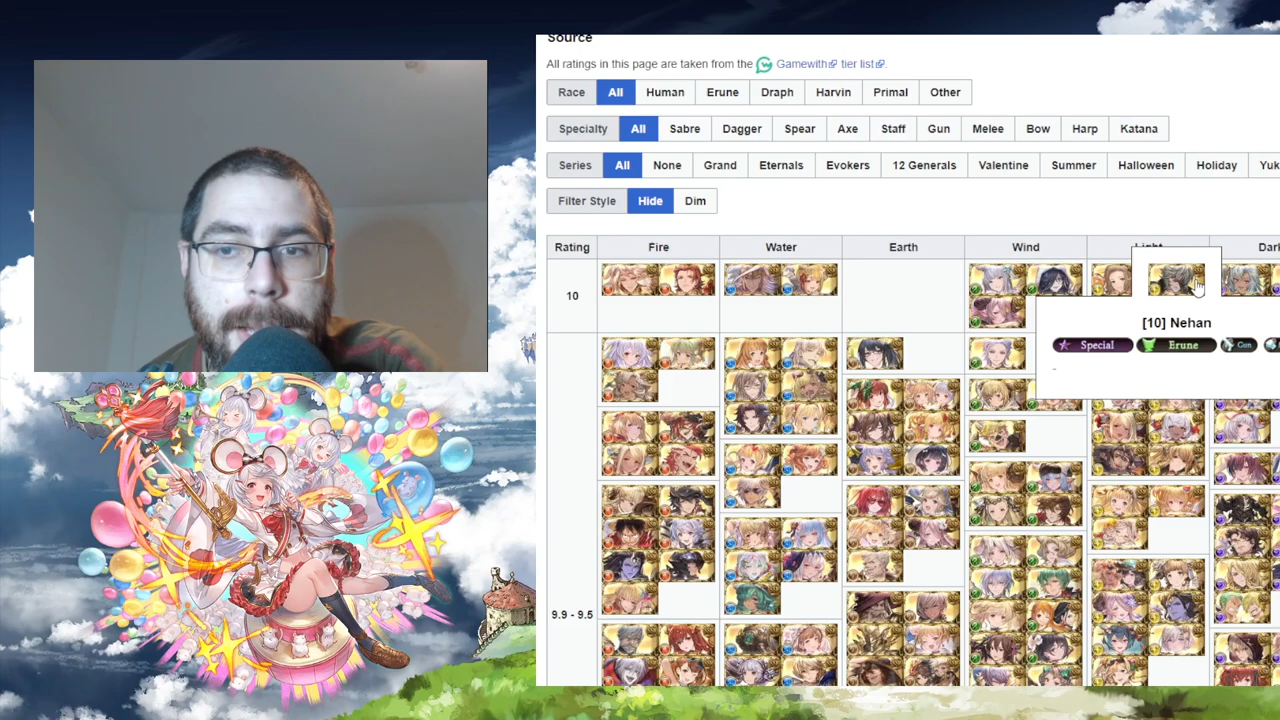 Source
All ratings in this page are taken from the Gamewith tier list.
Race All Human Erune Draph Harvin Primal Other
Specialty All Sabre Dagger Spear Axe Staff Gun Melee Bow Harp Katana
Series All None Grand Eternals Evokers 12 Generals Valentine Summer Halloween Holiday Yuk
Filter Style Hide Dim
Rating Fire Water Earth Wind Light Dark
10
[10] Nehan
Special Erune Gun
-
9.9 - 9.5